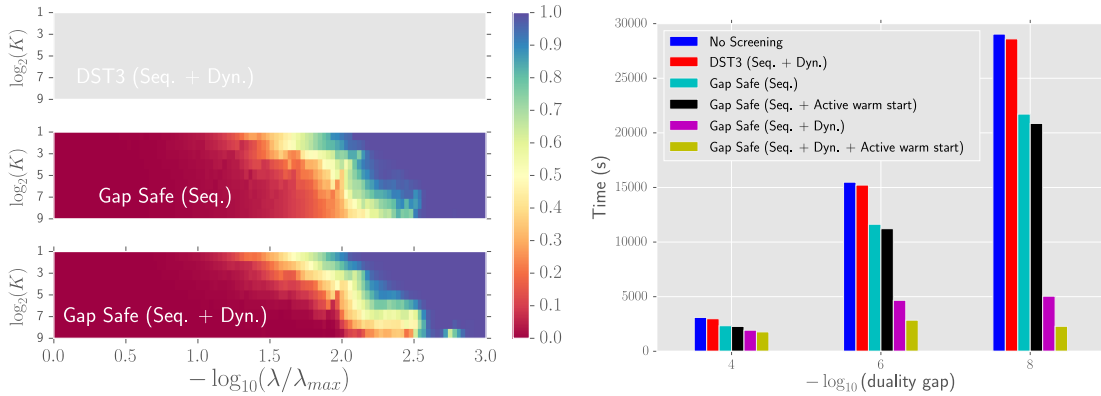 1
3
5
7
9
log₂(K)
DST3 (Seq. + Dyn.)
1
3
5
7
9
log₂(K)
Gap Safe (Seq.)
1
3
5
7
9
log₂(K)
Gap Safe (Seq. + Dyn.)
0.0 0.5 1.0 1.5 2.0 2.5 3.0
− log₁₀(λ/λₘₐₓ)
1.0
0.9
0.8
0.7
0.6
0.5
0.4
0.3
0.2
0.1
0.0
30000
25000
20000
15000
10000
5000
0
Time (s)
No Screening
DST3 (Seq. + Dyn.)
Gap Safe (Seq.)
Gap Safe (Seq. + Active warm start)
Gap Safe (Seq. + Dyn.)
Gap Safe (Seq. + Dyn. + Active warm start)
4 6 8
− log₁₀(duality gap)